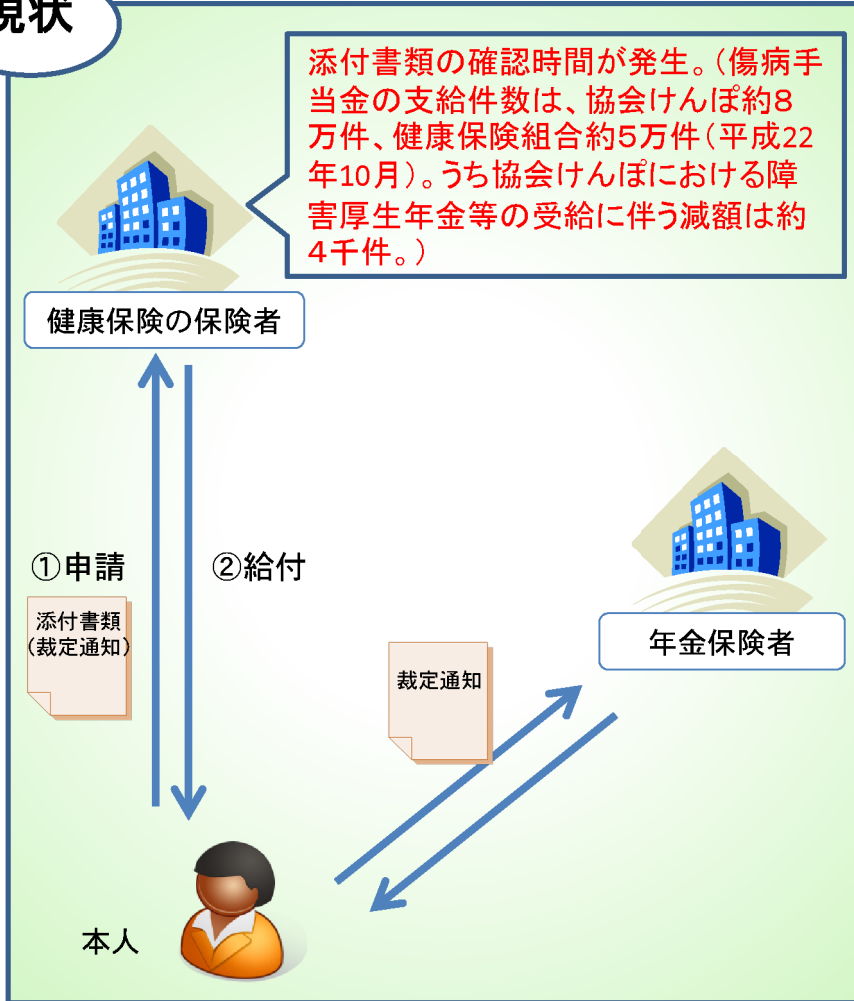 現状
添付書類の確認時間が発生。（傷病手
当金の支給件数は、協会けんぽ約８
万件、健康保険組合約５万件（平成22
年10月）。うち協会けんぽにおける障
害厚生年金等の受給に伴う減額は約
４千件。）
健康保険の保険者
①申請
②給付
添付書類
（裁定通知）
年金保険者
裁定通知
本人